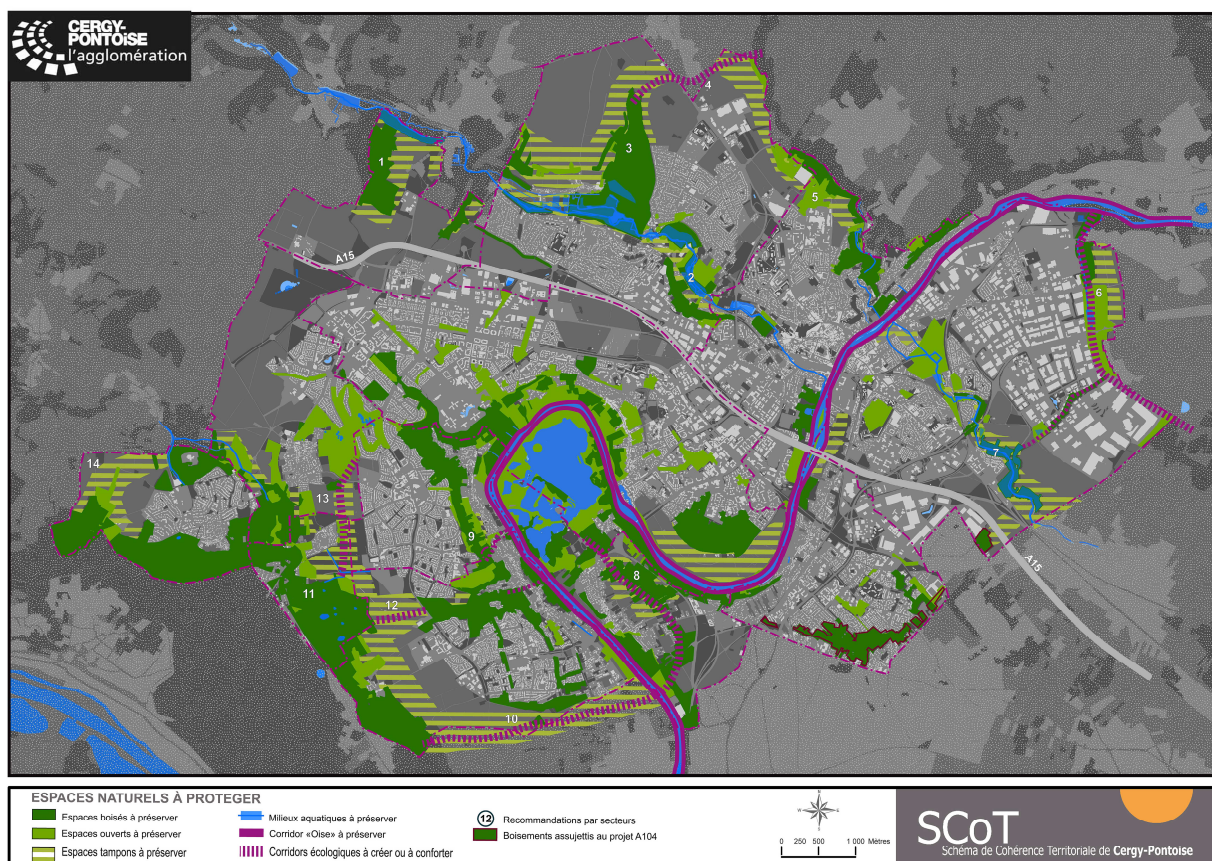 CERGY-
PONTOISE
l'agglomération
1
2
3
4
5
6
7
8
9
10
11
12
13
14
A15
A15
ESPACES NATURELS À PROTEGER
Espaces boisés à préserver
Espaces ouverts à préserver
Espaces tampons à préserver
Milieux aquatiques à préserver
Corridor «Oise» à préserver
Corridors écologiques à créer ou à conforter
12 Recommandations par secteurs
Boisements assujettis au projet A104
N
S
0 250 500 1 000 Mètres
SCoT
Schéma de Cohérence Territoriale de Cergy-Pontoise